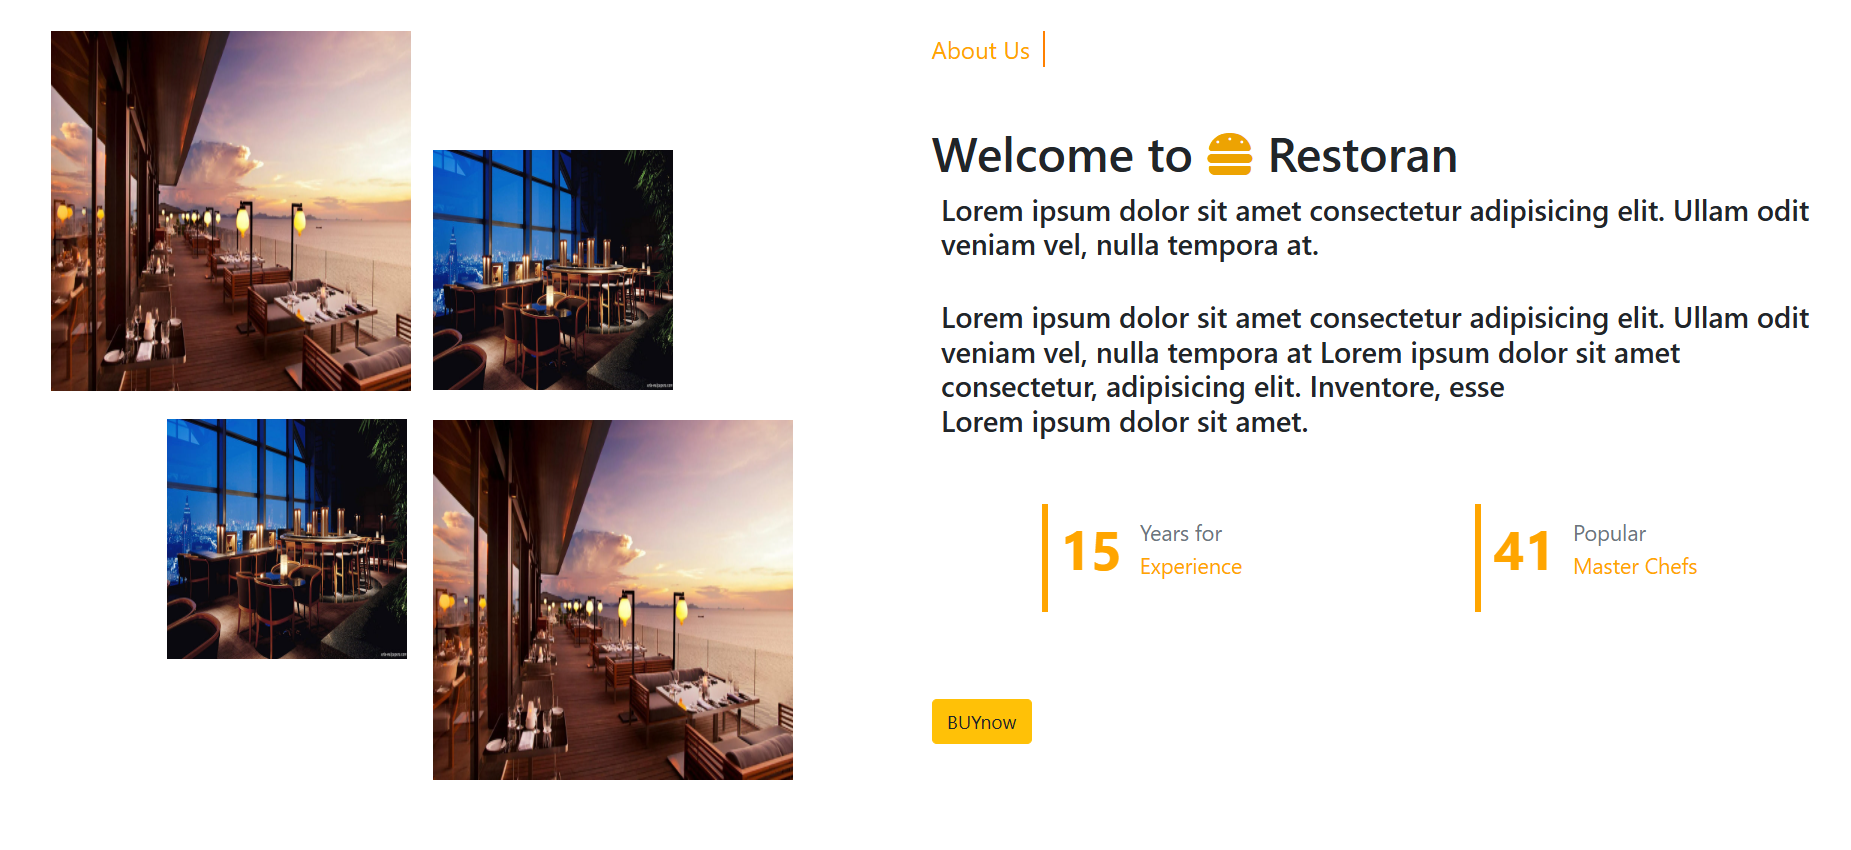 About Us
Welcome to Restoran
Lorem ipsum dolor sit amet consectetur adipisicing elit. Ullam odit
veniam vel, nulla tempora at.
Lorem ipsum dolor sit amet consectetur adipisicing elit. Ullam odit
veniam vel, nulla tempora at Lorem ipsum dolor sit amet
consectetur, adipisicing elit. Inventore, esse
Lorem ipsum dolor sit amet.
15 Years for
Experience
41 Popular
Master Chefs
BUYnow